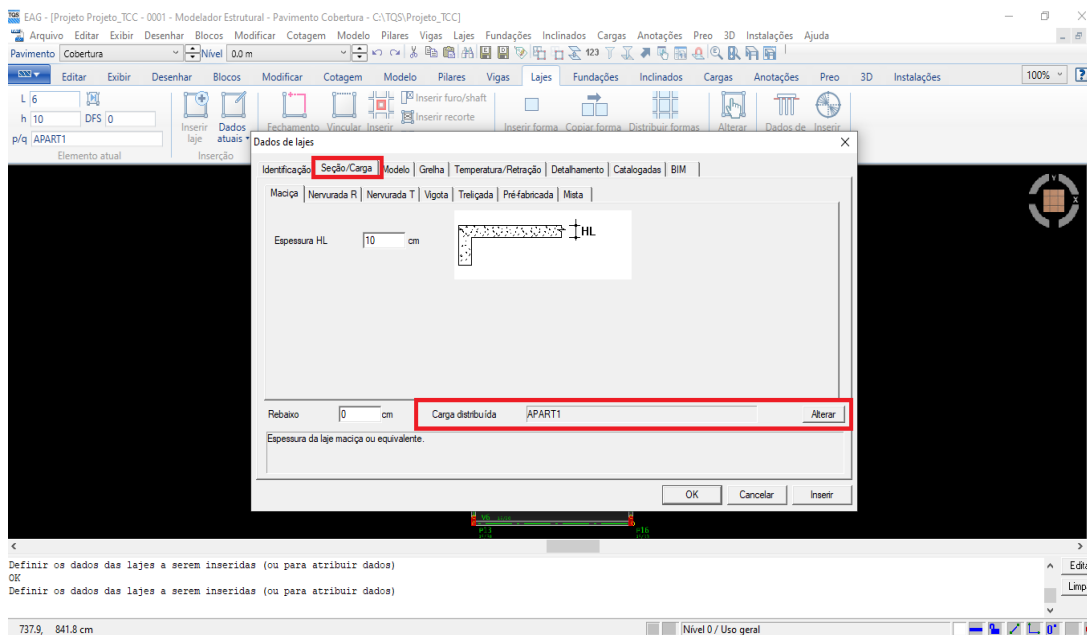 TQS EAG - [Projeto Projeto_TCC - 0001 - Modelador Estrutural - Pavimento Cobertura - C:\TQS\Projeto_TCC]
Arquivo Editar Exibir Desenhar Blocos Modificar Cotagem Modelo Pilares Vigas Lajes Fundações Inclinados Cargas Anotações Preo 3D Instalações Ajuda
Pavimento Cobertura Nível 0.0 m 123
Editar Exibir Desenhar Blocos Modificar Cotagem Modelo Pilares Vigas Lajes Fundações Inclinados Cargas Anotações Preo 3D Instalações 100% ?
L 6 Inserir furo/shaft
h 10 DFS 0 Inserir recorte
Inserir Dados Fechamento Vincular Inserir Inserir forma Copiar forma Distribuir formas Alterar Dados de Inserir
p/q APART1 laje atuais
Elemento atual Inserção
Dados de lajes
Identificação Seção/Carga Modelo Grelha Temperatura/Retração Detalhamento Catalogadas BIM
Maciça Nervurada R Nervurada T Vigota Treliçada Pré-fabricada Mista
Espessura HL 10 cm HL
Rebaixo 0 cm Carga distribuída APART1 Alterar
Espessura da laje maciça ou equivalente.
OK Cancelar Inserir
Y
X
V6
P13 P16
Definir os dados das lajes a serem inseridas (ou para atribuir dados)
OK
Definir os dados das lajes a serem inseridas (ou para atribuir dados)
Edita
Limp
737.9, 841.8 cm Nível 0 / Uso geral 0°